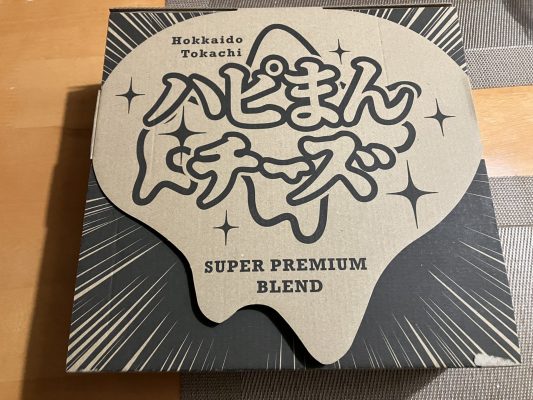 Hokkaido
Tokachi
ハピまん
チーズ
SUPER PREMIUM
BLEND